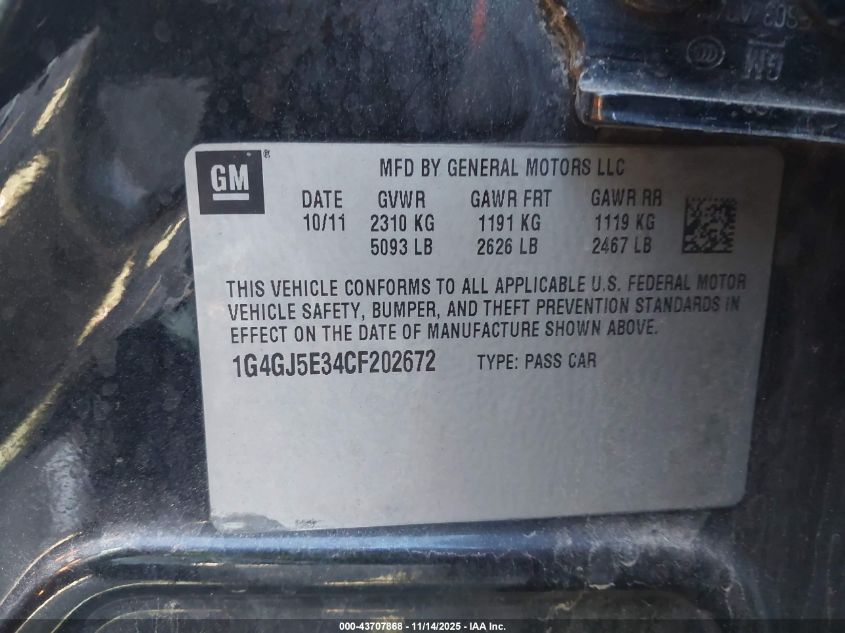 GM ®
MFD BY GENERAL MOTORS LLC
DATE GVWR GAWR FRT GAWR RR
10/11 2310 KG 1191 KG 1119 KG
5093 LB 2626 LB 2467 LB
THIS VEHICLE CONFORMS TO ALL APPLICABLE U.S. FEDERAL MOTOR
VEHICLE SAFETY, BUMPER, AND THEFT PREVENTION STANDARDS IN
EFFECT ON THE DATE OF MANUFACTURE SHOWN ABOVE.
1G4GJ5E34CF202672 TYPE: PASS CAR
GM
000-43707868 - 11/14/2025 - IAA Inc.